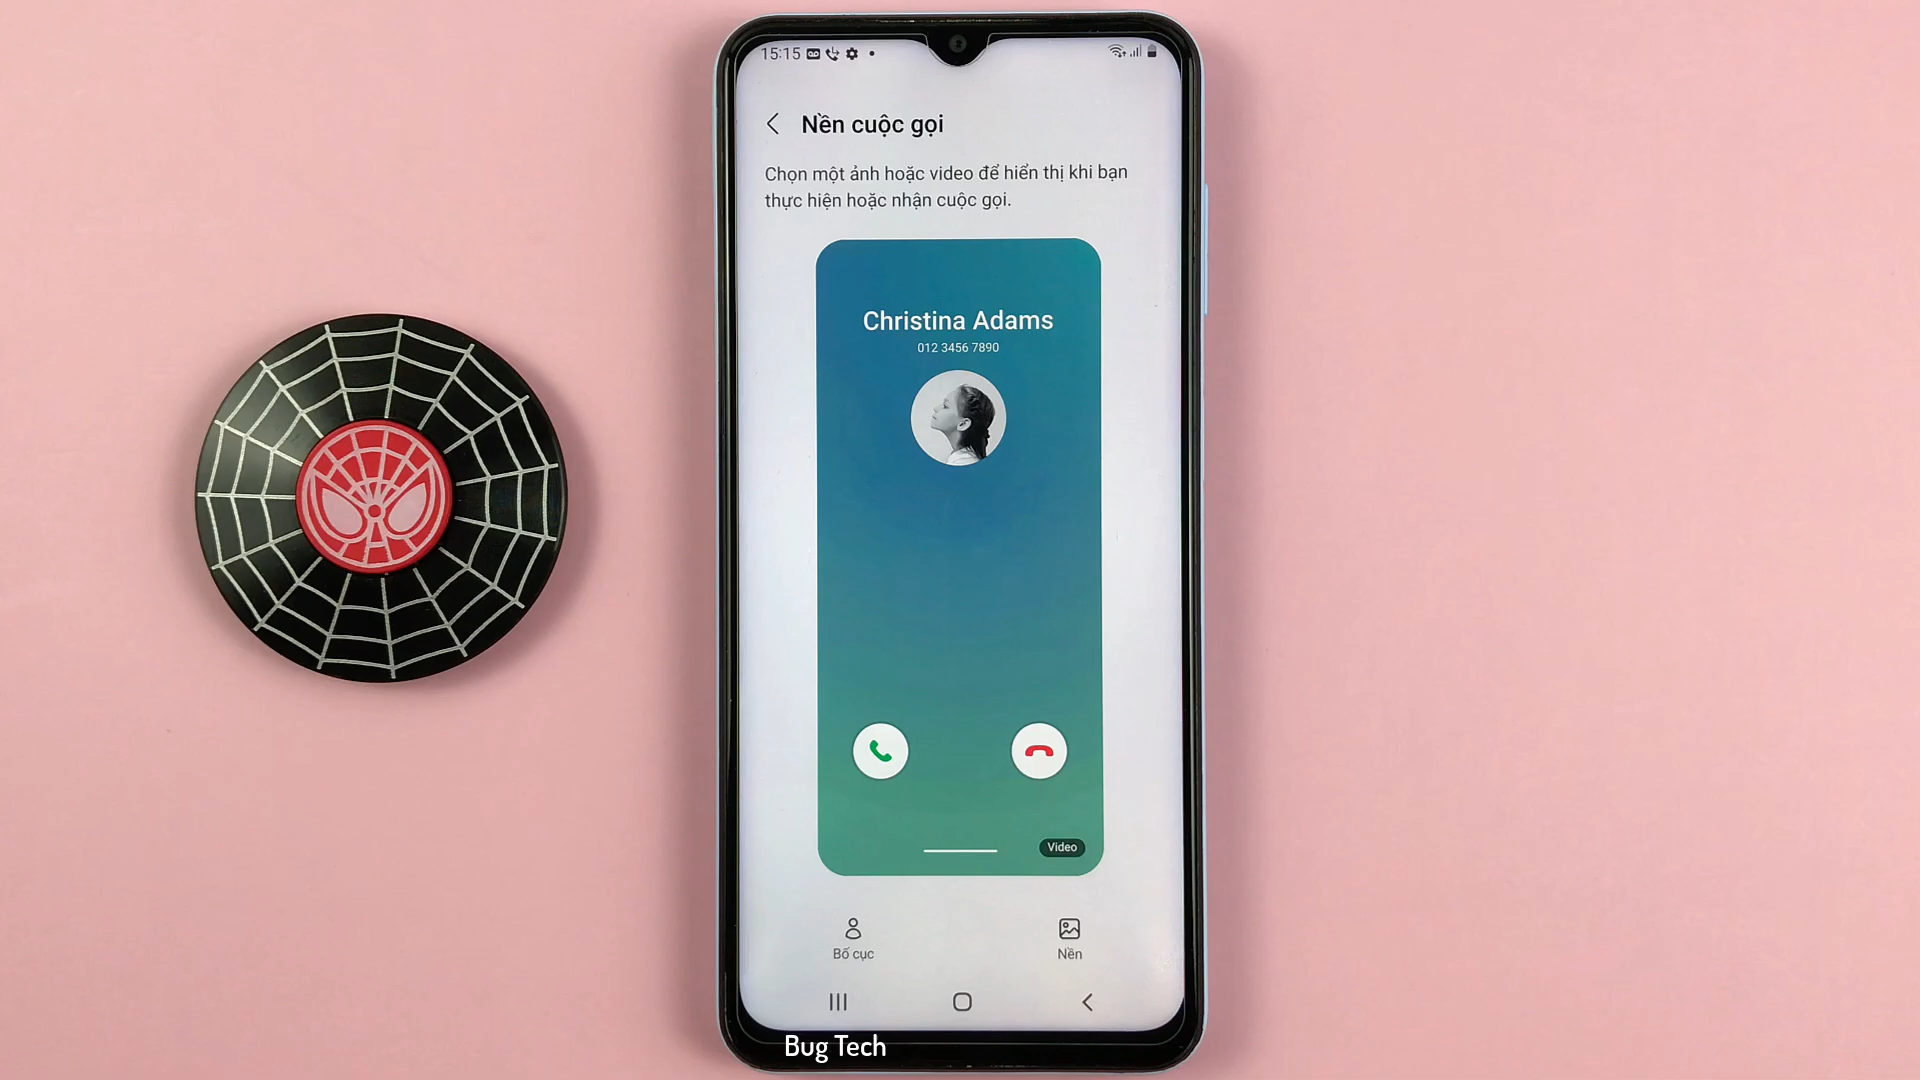 15:15
Nền cuộc gọi
Chọn một ảnh hoặc video để hiển thị khi bạn
thực hiện hoặc nhận cuộc gọi.
Christina Adams
012 3456 7890
Video
Bố cục
Nền
Bug Tech